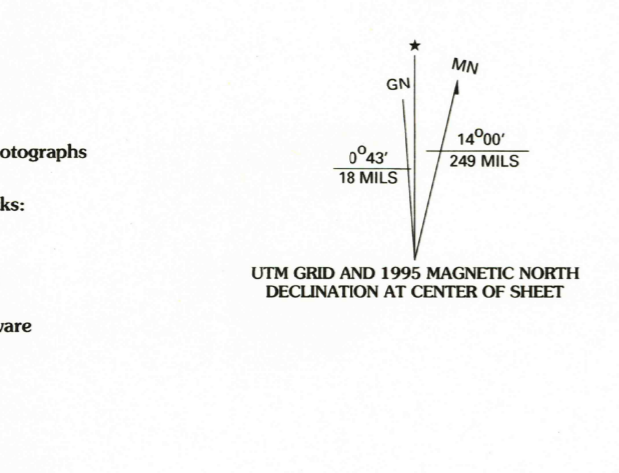 ★
MN
GN
14°00′
249 MILS
0°43′
18 MILS
otographs
ks:
UTM GRID AND 1995 MAGNETIC NORTH
DECLINATION AT CENTER OF SHEET
ware